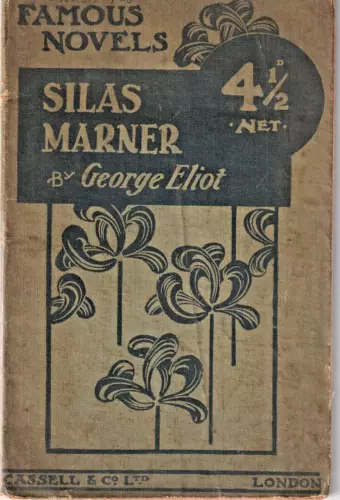 FAMOUS
NOVELS
4½D
NET.
SILAS
MARNER
By George Eliot
CASSELL & Co LTD
LONDON